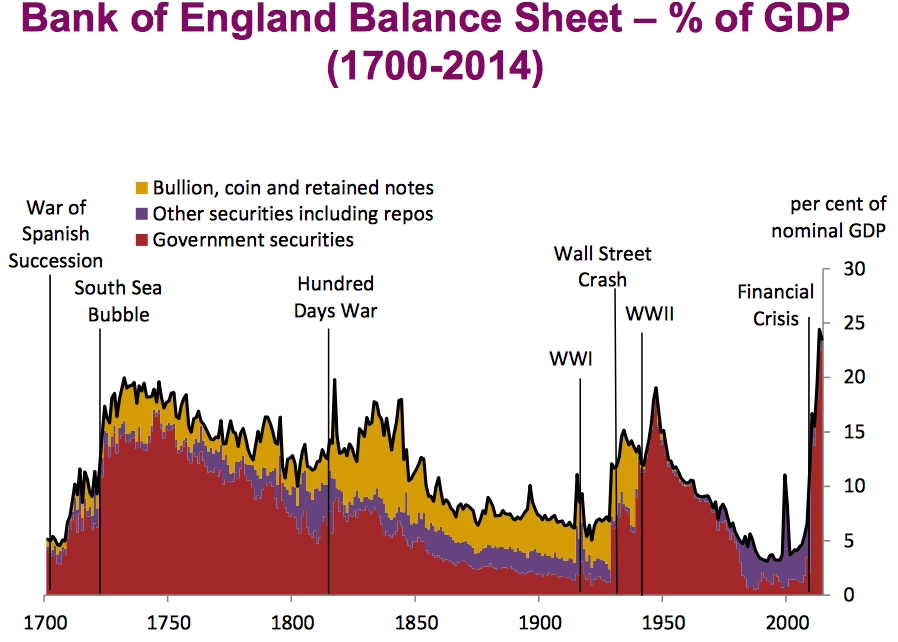 Bank of England Balance Sheet – % of GDP
(1700-2014)
Bullion, coin and retained notes
Other securities including repos
Government securities
War of
Spanish
Succession
South Sea
Bubble
Hundred
Days War
WWI
Wall Street
Crash
WWII
Financial
Crisis
per cent of
nominal GDP
30
25
20
15
10
5
0
1700 1750 1800 1850 1900 1950 2000